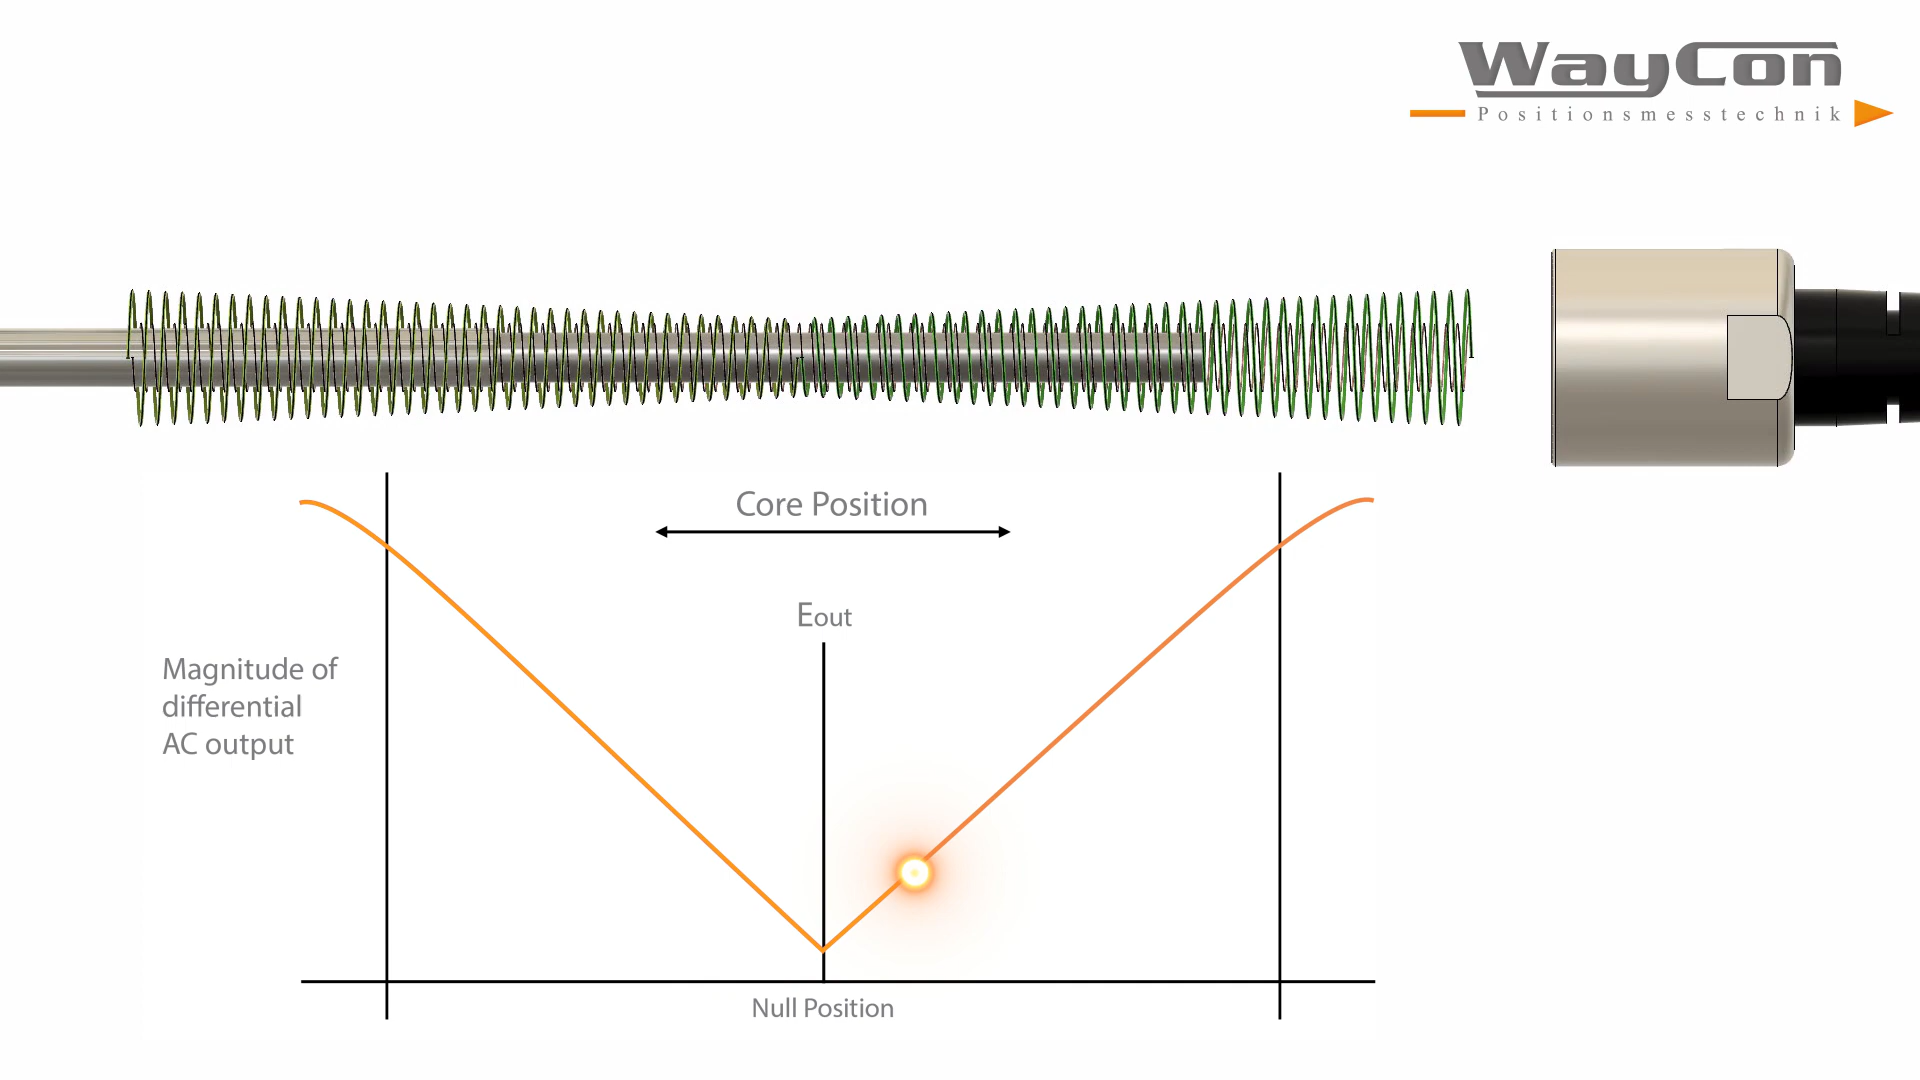 WayCon
Positionsmesstechnik
Core Position
Eout
Magnitude of
differential
AC output
Null Position